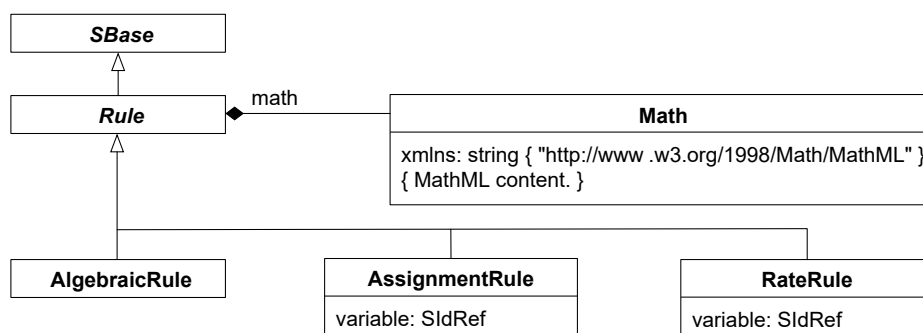 SBase
Rule
math
Math
xmlns: string { "http://www .w3.org/1998/Math/MathML" }
{ MathML content. }
AlgebraicRule
AssignmentRule
RateRule
variable: SIdRef
variable: SIdRef